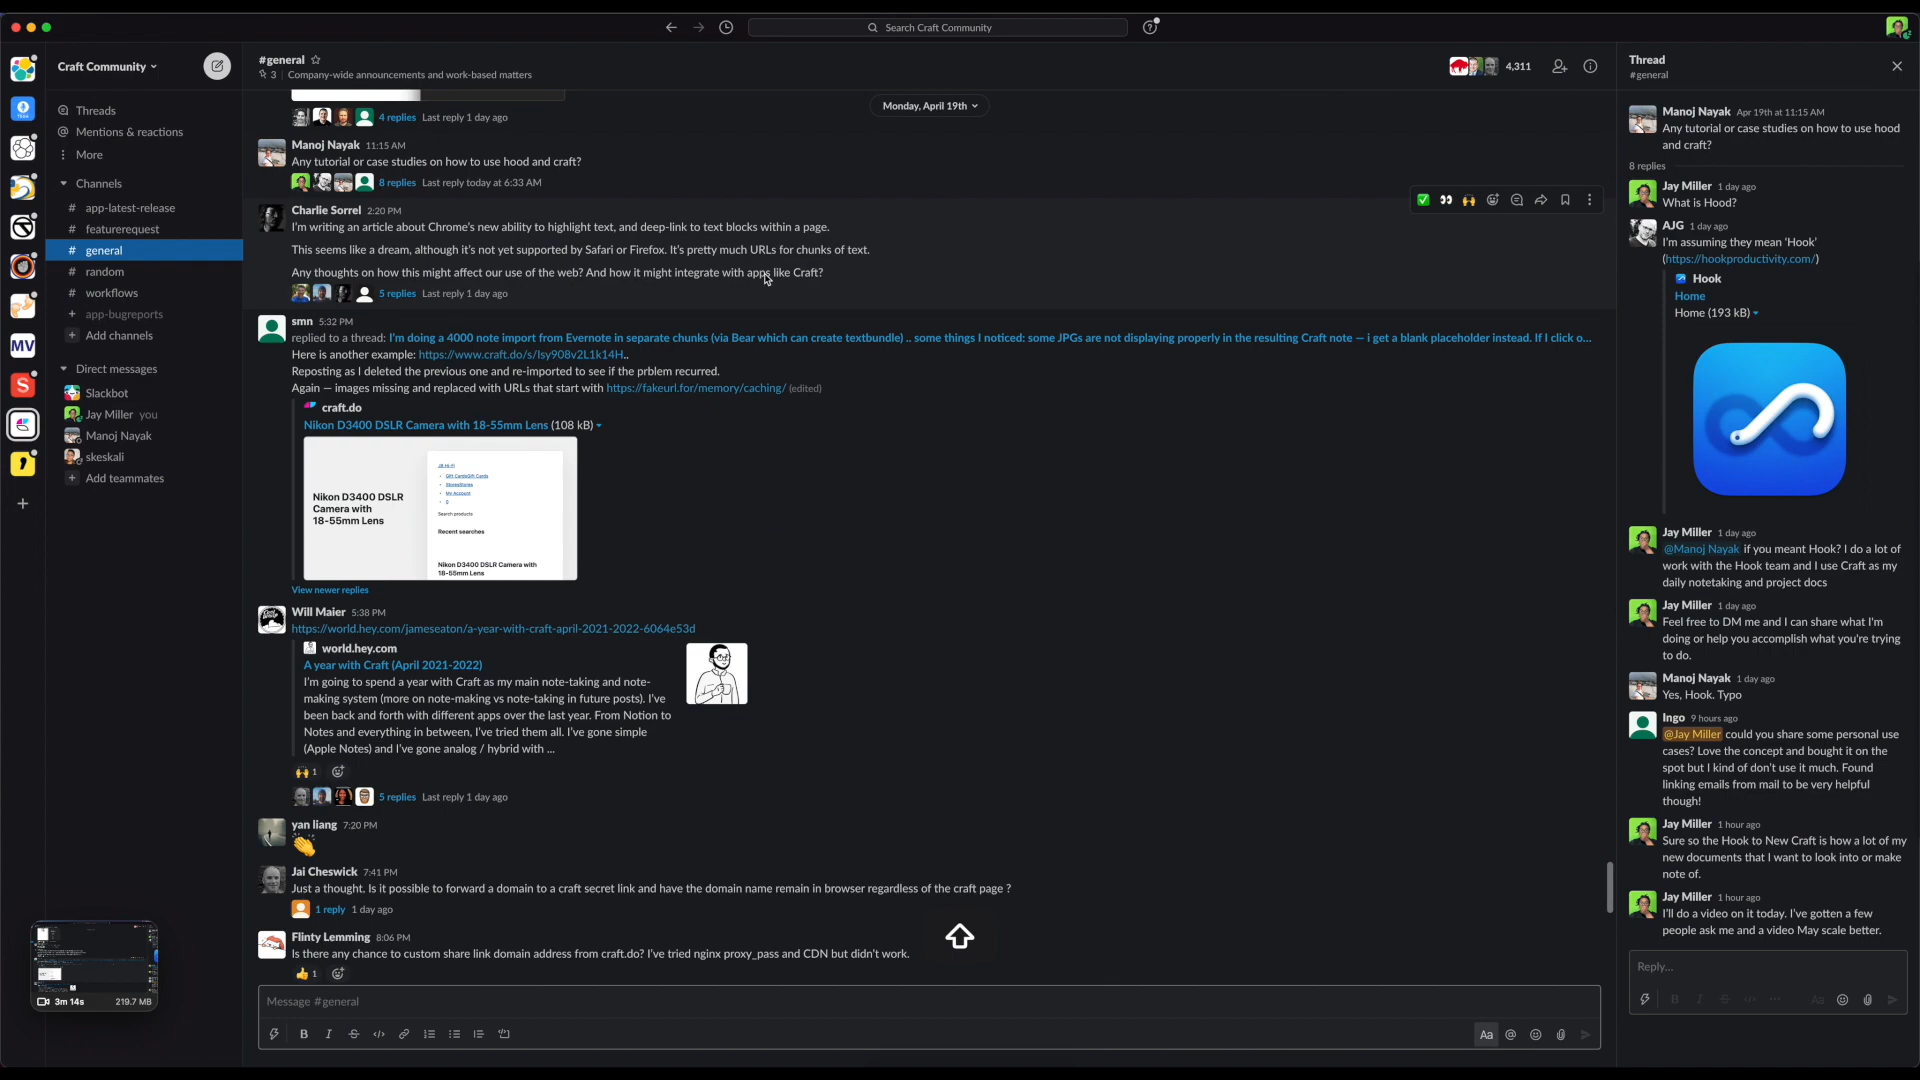 Search Craft Community
Craft Community
Threads
Mentions & reactions
More
Channels
# app-latest-release
# featurerequest
# general
# random
# workflows
+ app-bugreports
+ Add channels
Direct messages
Slackbot
Jay Miller you
Manoj Nayak
skeskali
+ Add teammates
MV
S
3m 14s 219.7 MB
#general
3 | Company-wide announcements and work-based matters
4,311
Monday, April 19th
4 replies Last reply 1 day ago
Manoj Nayak 11:15 AM
Any tutorial or case studies on how to use hood and craft?
8 replies Last reply today at 6:33 AM
Charlie Sorrel 2:20 PM
I'm writing an article about Chrome's new ability to highlight text, and deep-link to text blocks within a page.
This seems like a dream, although it's not yet supported by Safari or Firefox. It's pretty much URLs for chunks of text.
Any thoughts on how this might affect our use of the web? And how it might integrate with apps like Craft?
5 replies Last reply 1 day ago
smn 5:32 PM
replied to a thread: I'm doing a 4000 note import from Evernote in separate chunks (via Bear which can create textbundle) .. some things I noticed: some JPGs are not displaying properly in the resulting Craft note — i get a blank placeholder instead. If I click o...
Here is another example: https://www.craft.do/s/Isy908v2L1k14H..
Reposting as I deleted the previous one and re-imported to see if the prblem recurred.
Again — images missing and replaced with URLs that start with https://fakeurl.for/memory/caching/ (edited)
craft.do
Nikon D3400 DSLR Camera with 18-55mm Lens (108 kB)
Nikon D3400 DSLR
Camera with
18-55mm Lens
JB Hi-Fi
Gift CardsGift Cards
StoresStores
My Account
0
Search products
Recent searches
Nikon D3400 DSLR Camera with
18-55mm Lens
View newer replies
Will Maier 5:38 PM
https://world.hey.com/jameseaton/a-year-with-craft-april-2021-2022-6064e53d
world.hey.com
A year with Craft (April 2021-2022)
I'm going to spend a year with Craft as my main note-taking and note-
making system (more on note-making vs note-taking in future posts). I've
been back and forth with different apps over the last year. From Notion to
Notes and everything in between, I've tried them all. I've gone simple
(Apple Notes) and I've gone analog / hybrid with ...
1
5 replies Last reply 1 day ago
yan liang 7:20 PM
Jai Cheswick 7:41 PM
Just a thought. Is it possible to forward a domain to a craft secret link and have the domain name remain in browser regardless of the craft page ?
1 reply 1 day ago
Flinty Lemming 8:06 PM
Is there any chance to custom share link domain address from craft.do? I've tried nginx proxy_pass and CDN but didn't work.
1
Message #general
B I S </>
Aa @
Thread
#general
Manoj Nayak Apr 19th at 11:15 AM
Any tutorial or case studies on how to use hood
and craft?
8 replies
Jay Miller 1 day ago
What is Hood?
AJG 1 day ago
I'm assuming they mean 'Hook'
(https://hookproductivity.com/)
Hook
Home
Home (193 kB)
Jay Miller 1 day ago
@Manoj Nayak if you meant Hook? I do a lot of
work with the Hook team and I use Craft as my
daily notetaking and project docs
Jay Miller 1 day ago
Feel free to DM me and I can share what I'm
doing or help you accomplish what you're trying
to do.
Manoj Nayak 1 day ago
Yes, Hook. Typo
Ingo 9 hours ago
@Jay Miller could you share some personal use
cases? Love the concept and bought it on the
spot but I kind of don't use it much. Found
linking emails from mail to be very helpful
though!
Jay Miller 1 hour ago
Sure so the Hook to New Craft is how a lot of my
new documents that I want to look into or make
note of.
Jay Miller 1 hour ago
I'll do a video on it today. I've gotten a few
people ask me and a video May scale better.
Reply...
B I S </> ... Aa